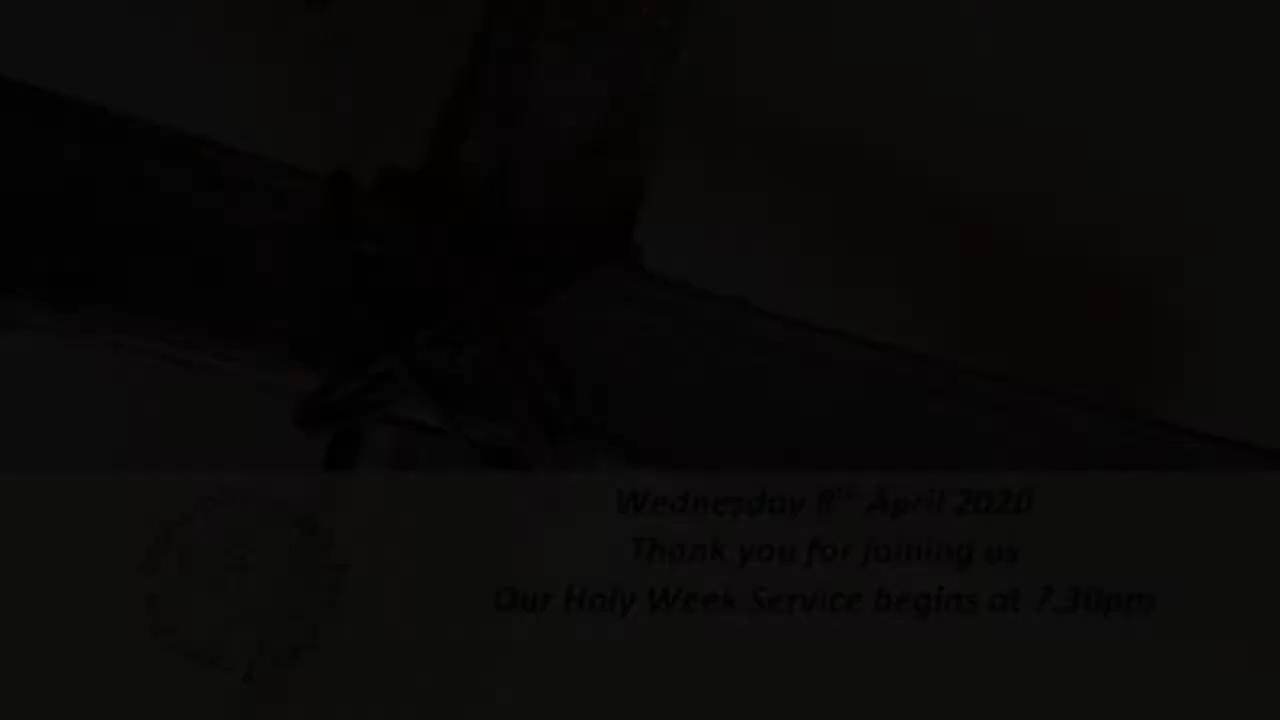 Wednesday 8th April 2020
Thank you for joining us
Our Holy Week Service begins at 7.30pm